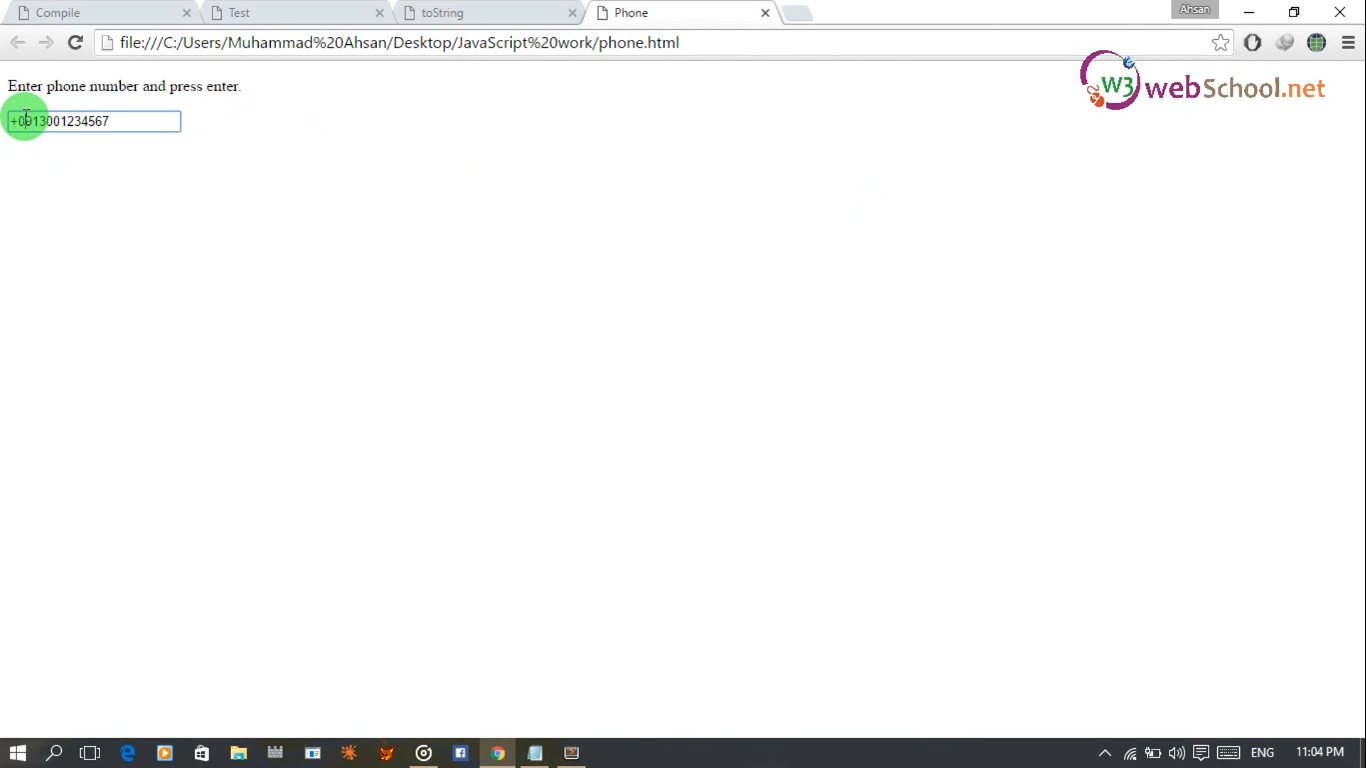 Compile
Test
toString
Phone
Ahsan
file:///C:/Users/Muhammad%20Ahsan/Desktop/JavaScript%20work/phone.html
W3 webSchool.net
Enter phone number and press enter.
+0913001234567
ENG
11:04 PM